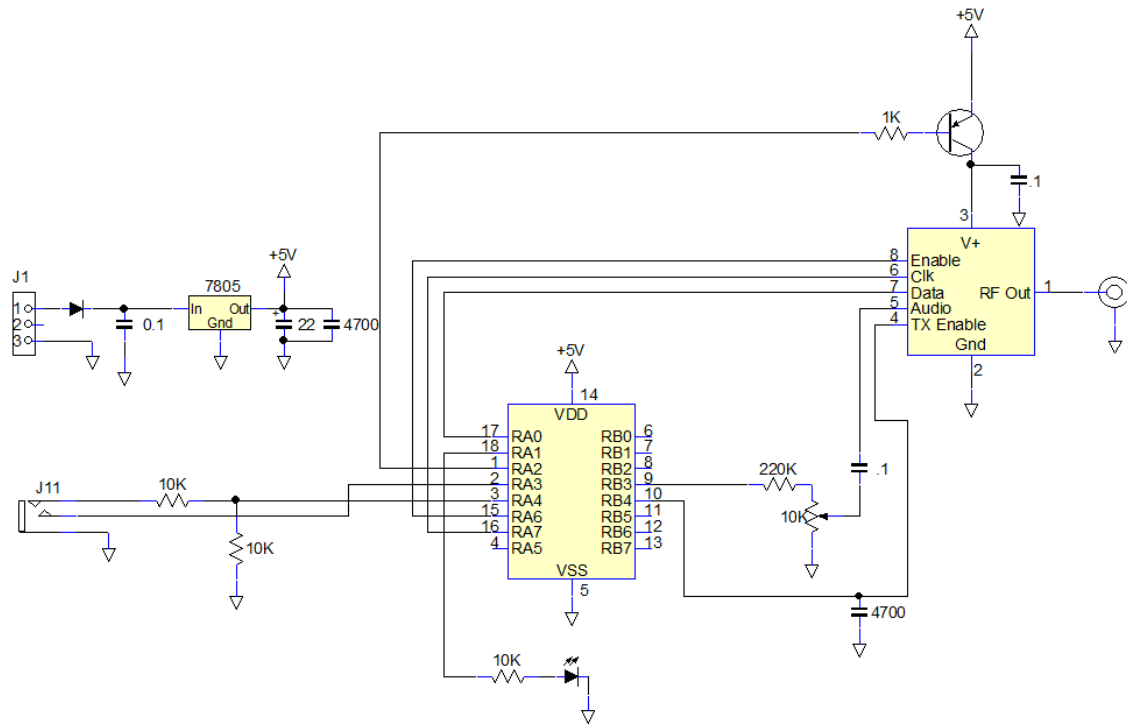 +5V
1K
.1
3
V+
8 Enable
6 Clk
7 Data
5 Audio
4 TX Enable
RF Out 1
Gnd
2
J1
1
2
3
0.1
7805
In Out
Gnd
+5V
+
22
4700
+5V
14
VDD
17 RA0 RB0 6
18 RA1 RB1 7
1 RA2 RB2 8
2 RA3 RB3 9
3 RA4 RB4 10
15 RA6 RB5 11
16 RA7 RB6 12
4 RA5 RB7 13
VSS
5
220K
.1
10K
4700
J11
10K
10K
10K